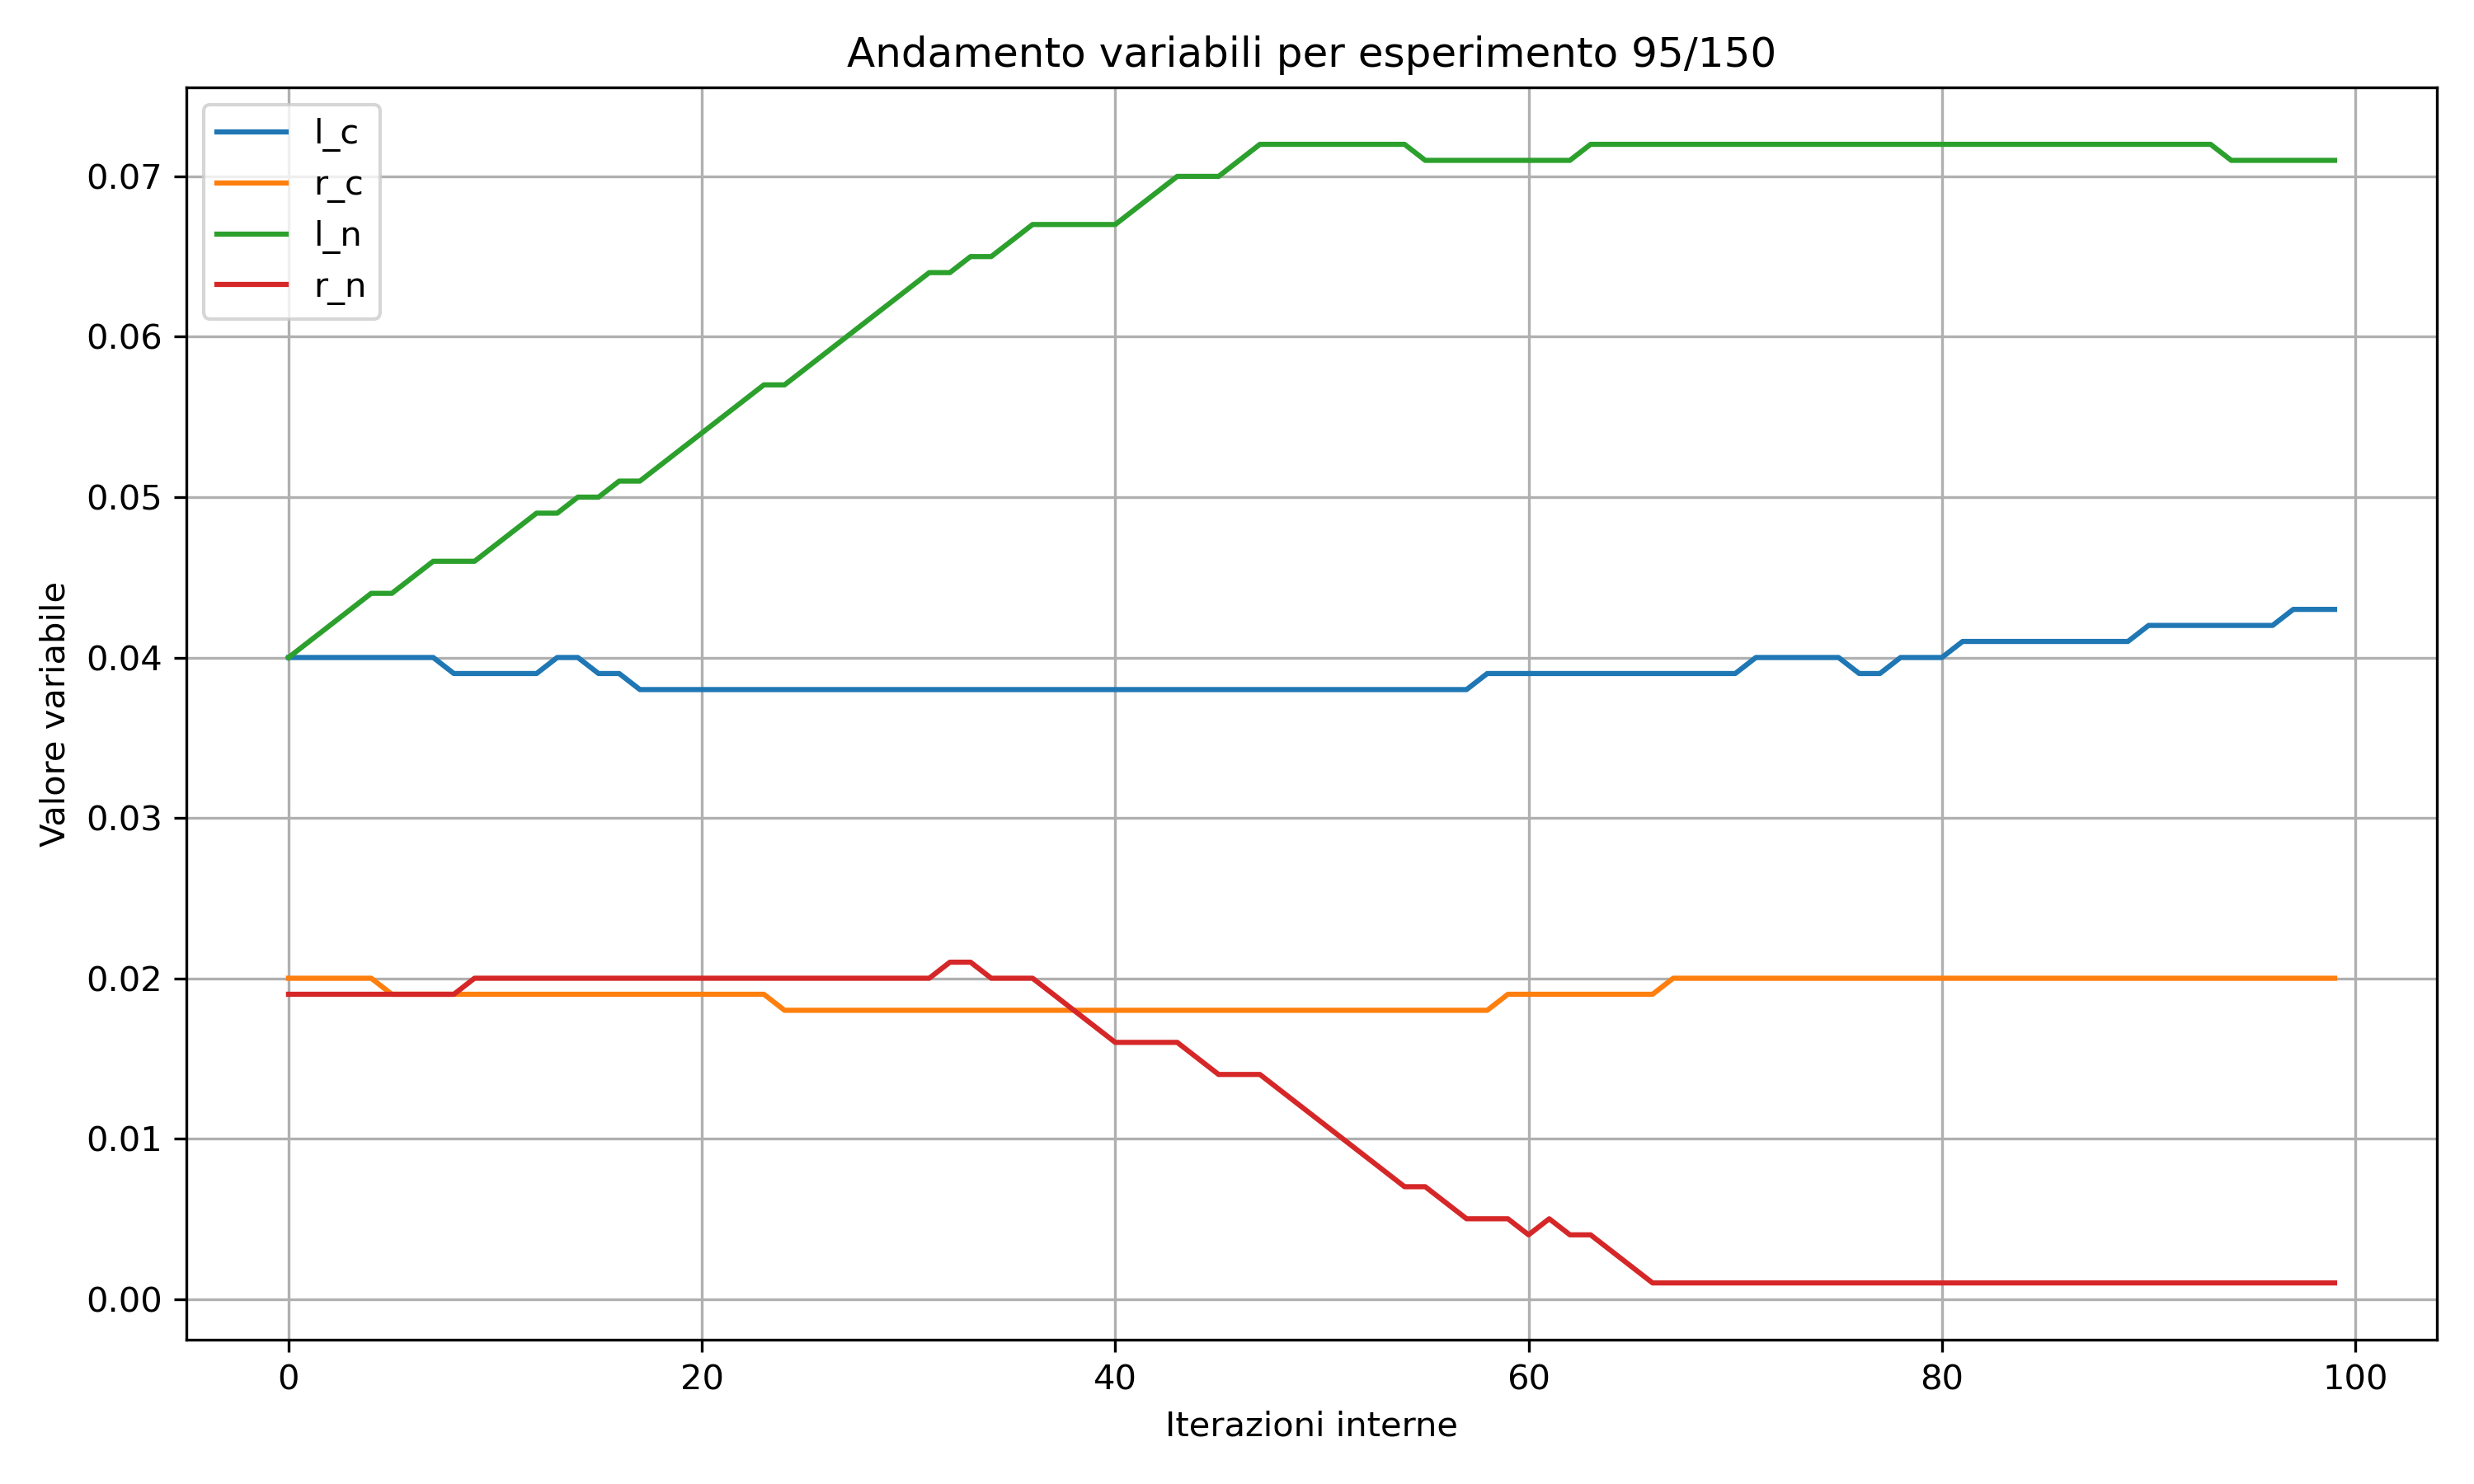 Andamento variabili per esperimento 95/150
l_c
r_c
l_n
r_n
Valore variabile
0.07
0.06
0.05
0.04
0.03
0.02
0.01
0.00
0 20 40 60 80 100
Iterazioni interne